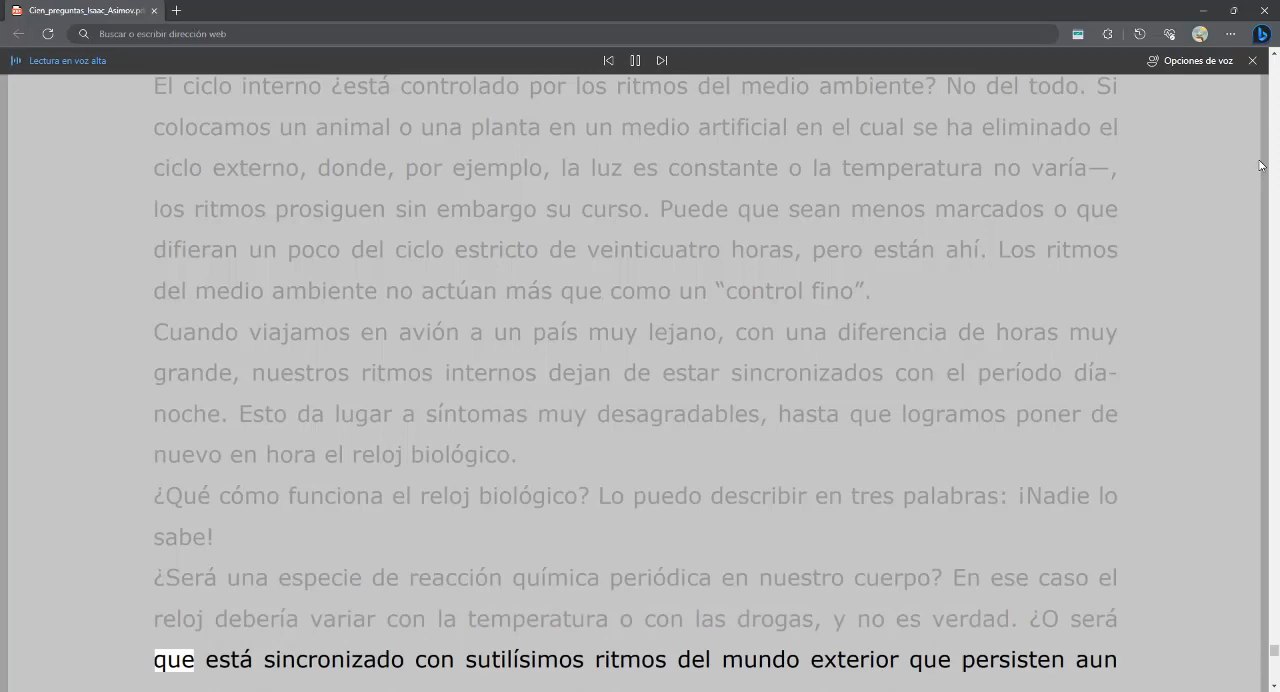 Cien_preguntas_Isaac_Asimov.pd
Buscar o escribir dirección web
Lectura en voz alta
Opciones de voz
El ciclo interno ¿está controlado por los ritmos del medio ambiente? No del todo. Si
colocamos un animal o una planta en un medio artificial en el cual se ha eliminado el
ciclo externo, donde, por ejemplo, la luz es constante o la temperatura no varía—,
los ritmos prosiguen sin embargo su curso. Puede que sean menos marcados o que
difieran un poco del ciclo estricto de veinticuatro horas, pero están ahí. Los ritmos
del medio ambiente no actúan más que como un “control fino”.
Cuando viajamos en avión a un país muy lejano, con una diferencia de horas muy
grande, nuestros ritmos internos dejan de estar sincronizados con el período día-
noche. Esto da lugar a síntomas muy desagradables, hasta que logramos poner de
nuevo en hora el reloj biológico.
¿Qué cómo funciona el reloj biológico? Lo puedo describir en tres palabras: ¡Nadie lo
sabe!
¿Será una especie de reacción química periódica en nuestro cuerpo? En ese caso el
reloj debería variar con la temperatura o con las drogas, y no es verdad. ¿O será
que está sincronizado con sutilísimos ritmos del mundo exterior que persisten aun